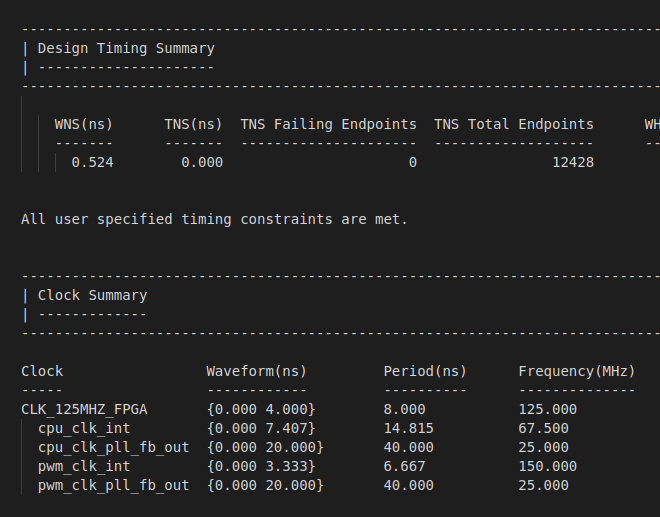 --------------------------------------------------------------------------------
| Design Timing Summary
| ---------------------
--------------------------------------------------------------------------------
WNS(ns) TNS(ns) TNS Failing Endpoints TNS Total Endpoints WH
------- ------- --------------------- ------------------- --
0.524 0.000 0 12428
All user specified timing constraints are met.
--------------------------------------------------------------------------------
| Clock Summary
| -------------
--------------------------------------------------------------------------------
Clock Waveform(ns) Period(ns) Frequency(MHz)
----- ------------ ---------- --------------
CLK_125MHZ_FPGA {0.000 4.000} 8.000 125.000
cpu_clk_int {0.000 7.407} 14.815 67.500
cpu_clk_pll_fb_out {0.000 20.000} 40.000 25.000
pwm_clk_int {0.000 3.333} 6.667 150.000
pwm_clk_pll_fb_out {0.000 20.000} 40.000 25.000